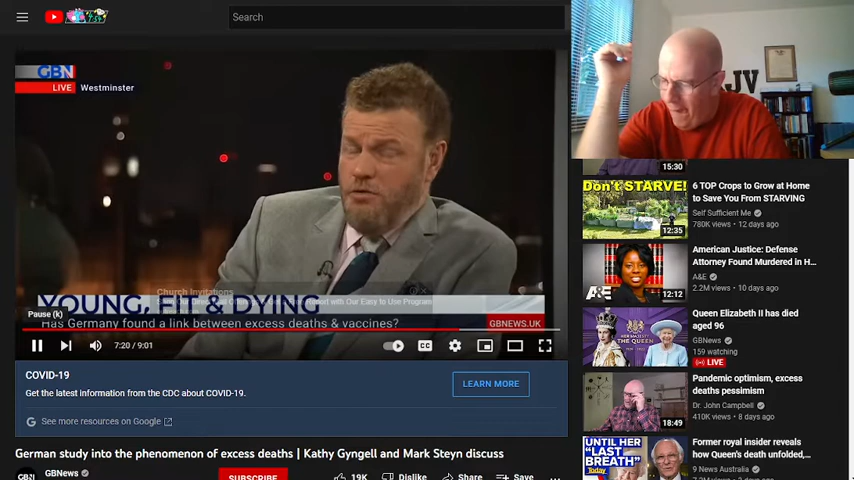 Search
GBN
LIVE Westminster
JV
Church Invitations
YOUNG, FIT & DYING
Pause (k)
Has Germany found a link between excess deaths & vaccines?
GBNEWS.UK
7:20 / 9:01
CC
COVID-19
Get the latest information from the CDC about COVID-19.
LEARN MORE
See more resources on Google
German study into the phenomenon of excess deaths | Kathy Gyngell and Mark Steyn discuss
GBN
GBNews
SUBSCRIBE
19K
Dislike
Share
Save
15:30
Don't STARVE!
12:35
6 TOP Crops to Grow at Home
to Save You From STARVING
Self Sufficient Me
780K views • 12 days ago
A&E
12:12
American Justice: Defense
Attorney Found Murdered in H...
A&E
2.2M views • 10 days ago
THE QUEEN
Queen Elizabeth II has died
aged 96
GBNews
159 watching
LIVE
18:49
Pandemic optimism, excess
deaths pessimism
Dr. John Campbell
410K views • 8 days ago
UNTIL HER
"LAST
BREATH"
Today
Former royal insider reveals
how Queen's death unfolded,...
9 News Australia